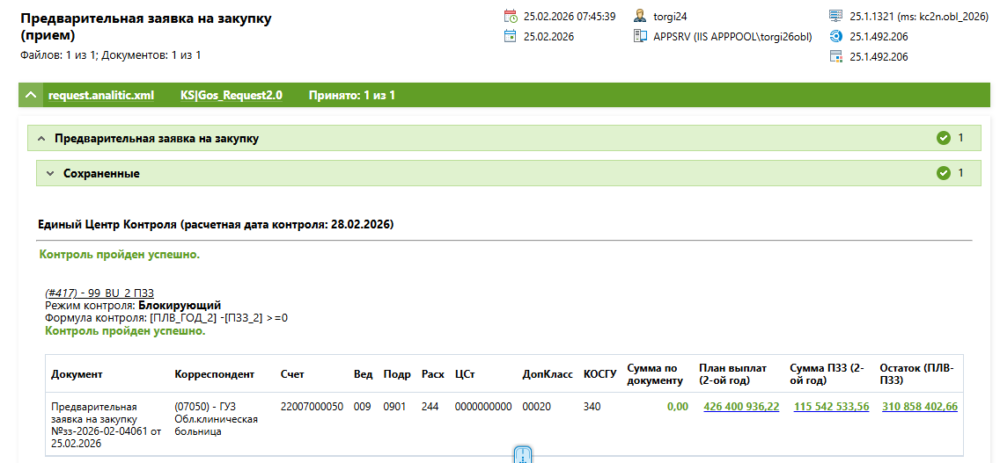 Предварительная заявка на закупку
(прием)
Файлов: 1 из 1; Документов: 1 из 1
25.02.2026 07:45:39
25.02.2026
torgi24
APPSRV (IIS APPPOOL\torgi26obl)
25.1.1321 (ms: kc2n.obl_2026)
25.1.492.206
25.1.492.206
request.analitic.xml KS|Gos_Request2.0 Принято: 1 из 1
Предварительная заявка на закупку 1
Сохраненные 1
Единый Центр Контроля (расчетная дата контроля: 28.02.2026)
Контроль пройден успешно.
(#417) - 99_BU_2 ПЗЗ
Режим контроля: Блокирующий
Формула контроля: [ПЛВ_ГОД_2] -[ПЗЗ_2] >=0
Контроль пройден успешно.
Документ Корреспондент Счет Вед Подр Расх ЦСт ДопКласс КОСГУ Сумма по документу План выплат (2-ой год) Сумма ПЗЗ (2-ой год) Остаток (ПЛВ-ПЗЗ)
Предварительная заявка на закупку №зз-2026-02-04061 от 25.02.2026 (07050) - ГУЗ Обл.клиническая больница 22007000050 009 0901 244 0000000000 00020 340 0,00 426 400 936,22 115 542 533,56 310 858 402,66